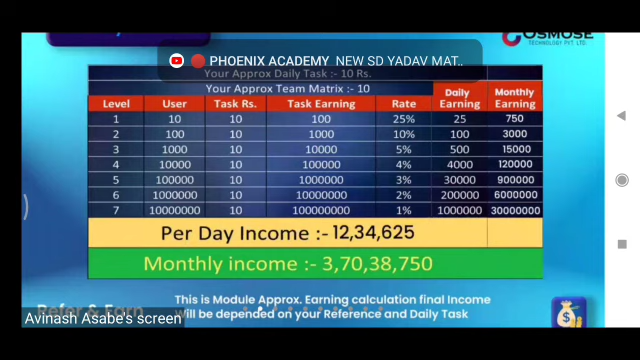 OSMOSE
TECHNOLOGY PVT. LTD.
PHOENIX ACADEMY NEW SD YADAV MAT..
Your Approx Daily Task :- 10 Rs.
Your Approx Team Matrix :- 10
Level User Task Rs. Task Earning Rate Daily Earning Monthly Earning
1 10 10 100 25% 25 750
2 100 10 1000 10% 100 3000
3 1000 10 10000 5% 500 15000
4 10000 10 100000 4% 4000 120000
5 100000 10 1000000 3% 30000 900000
6 1000000 10 10000000 2% 200000 6000000
7 10000000 10 100000000 1% 1000000 30000000
Per Day Income :- 12,34,625
Monthly income :- 3,70,38,750
This is Module Approx. Earning calculation final Income
will be depended on your Reference and Daily Task
Refer & Earn
Avinash Asabe's screen